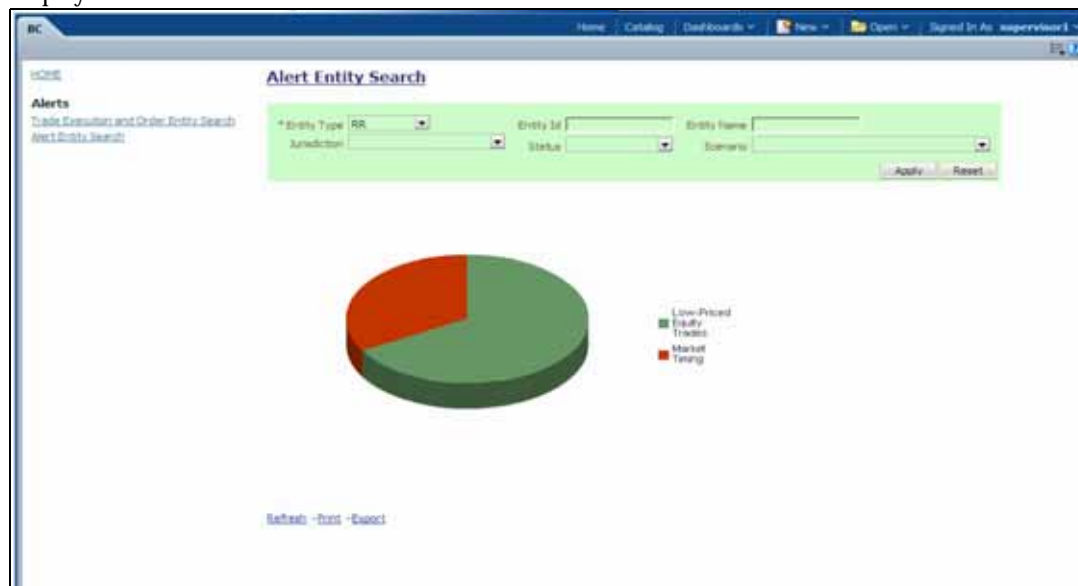 BC
Home Catalog Dashboards New Open Signed In As supervisor1
HOME
Alert Entity Search
Alerts
Trade Execution and Order Entity Search
Alert Entity Search
* Entity Type RR Entity Id Entity Name
Jurisdiction Status Scenario
Apply Reset
Low-Priced
Equity
Trades
Market
Timing
Refresh - Print - Export